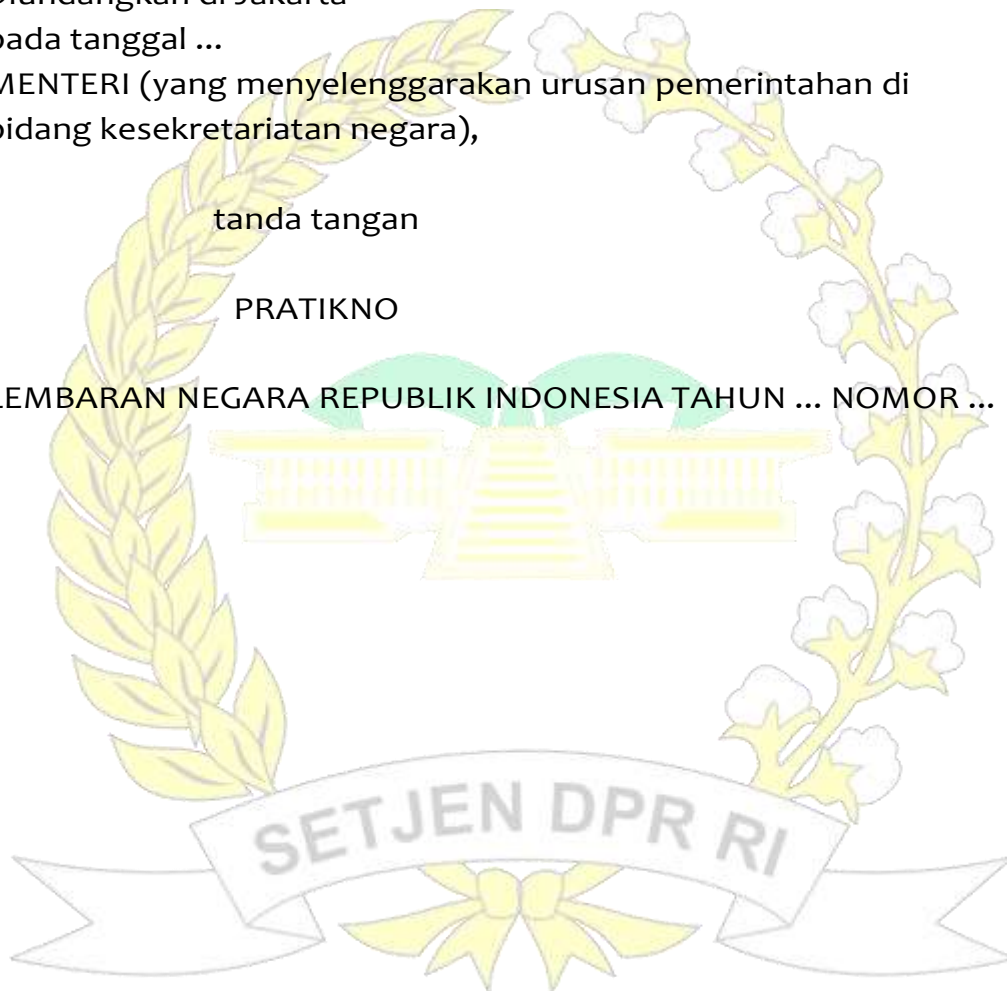 pada tanggal ...
MENTERI (yang menyelenggarakan urusan pemerintahan di
bidang kesekretariatan negara),
tanda tangan
PRATIKNO
LEMBARAN NEGARA REPUBLIK INDONESIA TAHUN ... NOMOR ...
SETJEN DPR RI